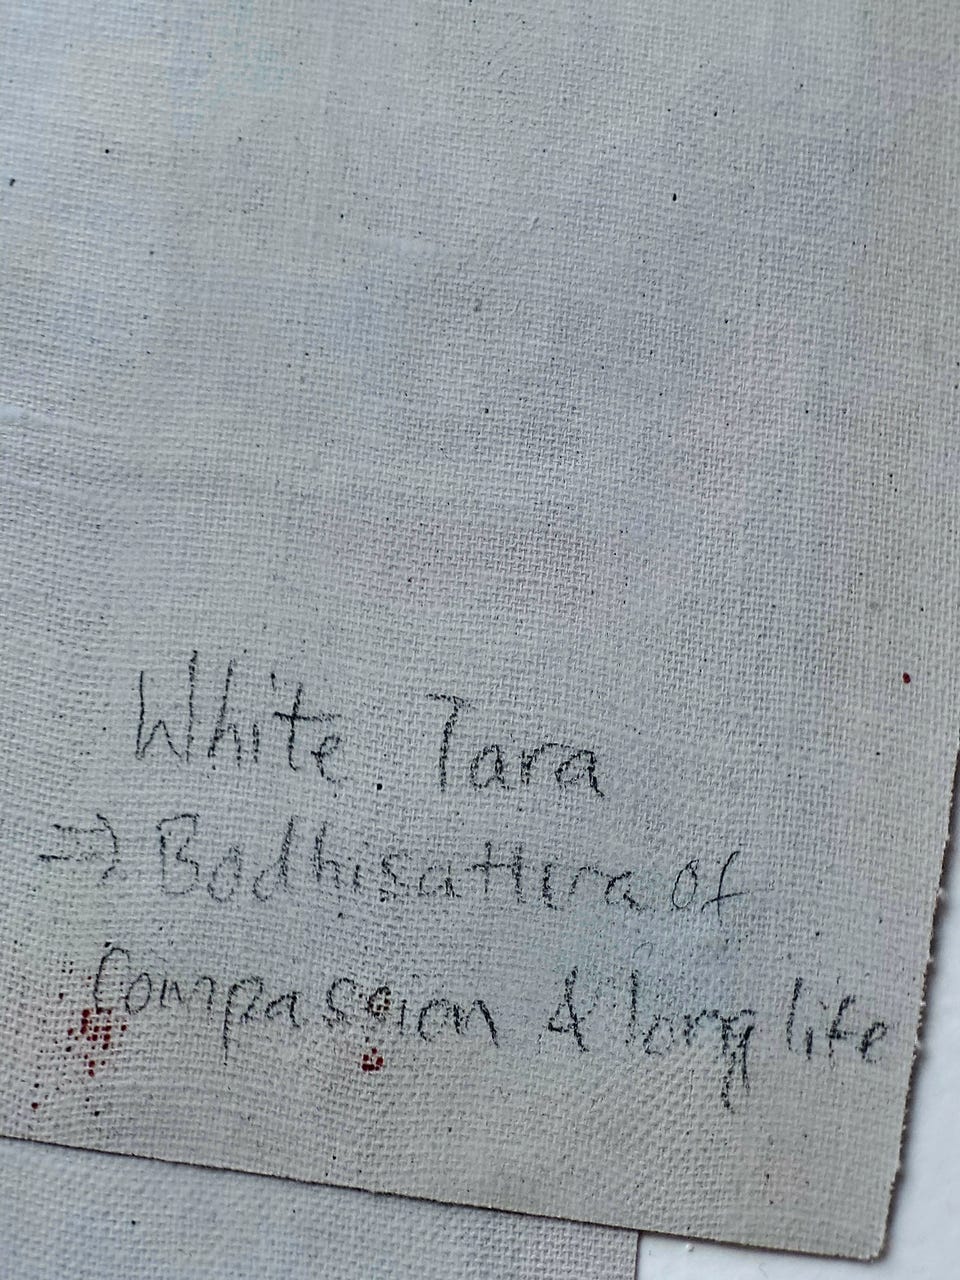 White Tara
⇒ Bodhisattva of
Compassion & long life